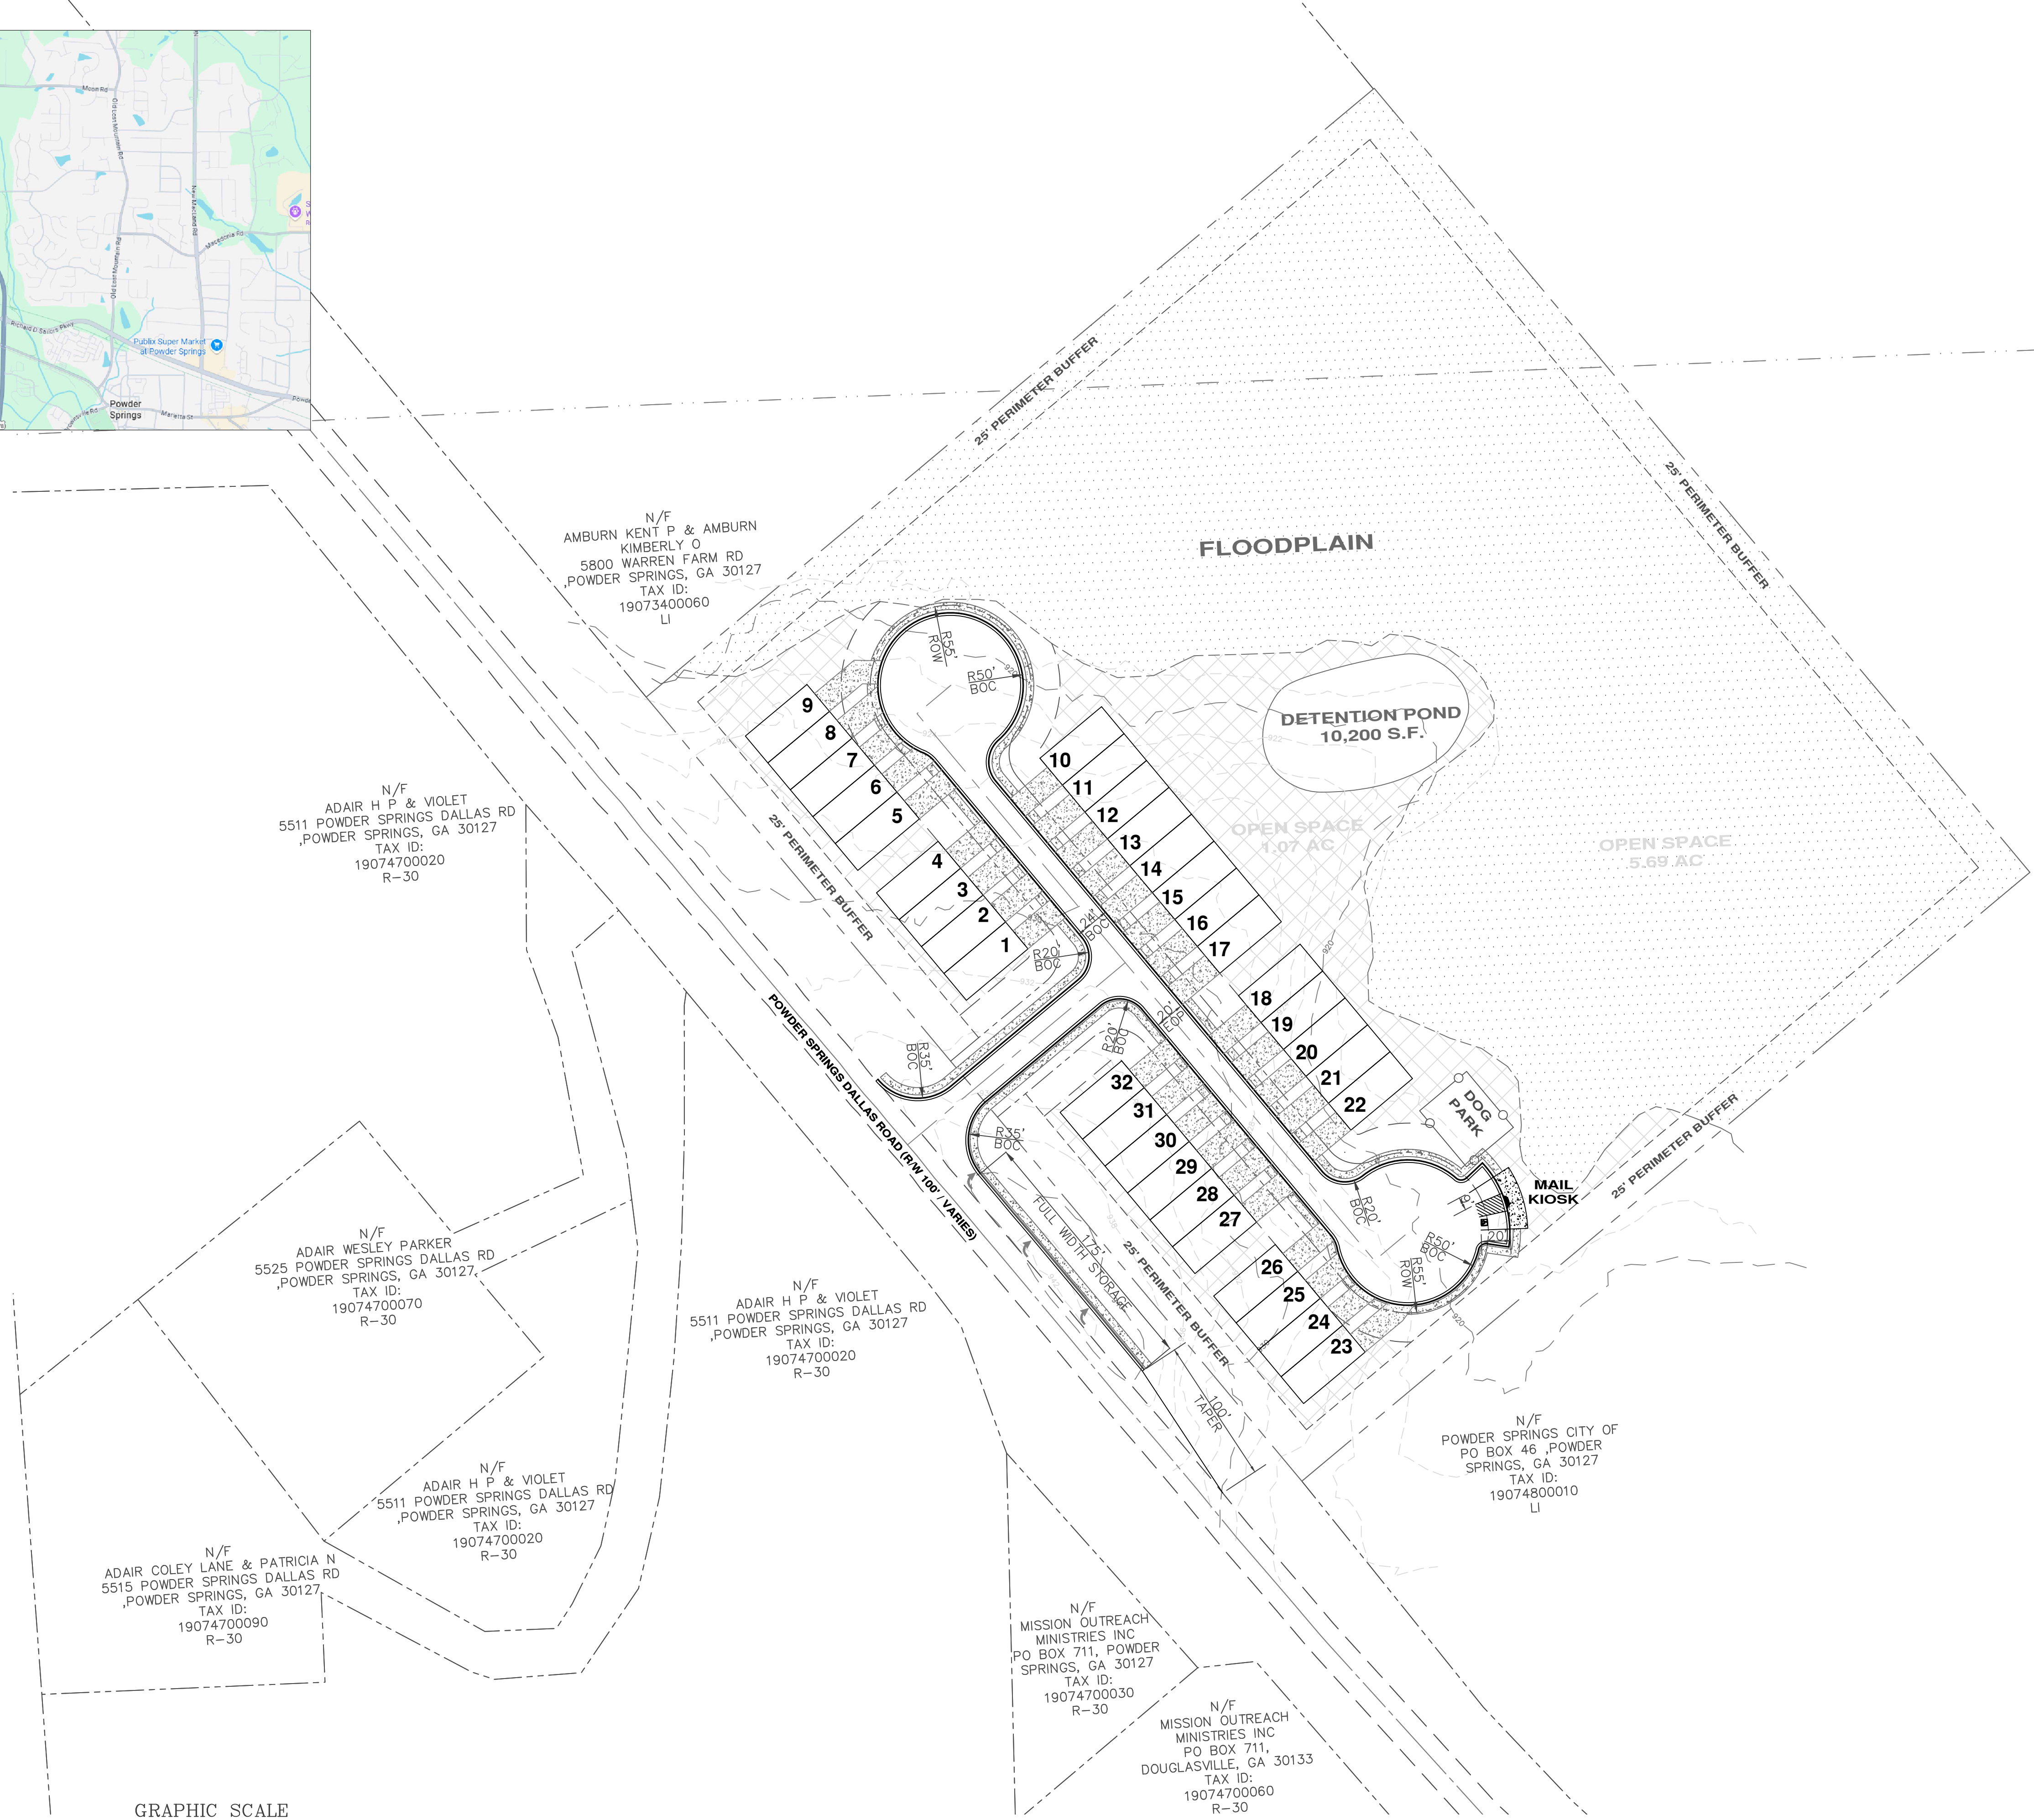 Moon Rd
Old Lost Mountain Rd
New Macland Rd
Macedonia Rd
Old Lost Mountain Rd
Richard D Sailors Pkwy
Publix Super Market
at Powder Springs
Powder
Springs
Marietta St
N/F
AMBURN KENT P & AMBURN
KIMBERLY O
5800 WARREN FARM RD
,POWDER SPRINGS, GA 30127
TAX ID:
19073400060
LI
25' PERIMETER BUFFER
25' PERIMETER BUFFER
FLOODPLAIN
R55'
ROW
R50'
BOC
920
DETENTION POND
10,200 S.F.
922
OPEN SPACE
1.07 AC
OPEN SPACE
5.69 AC
9
8
7
6
5
4
3
2
1
10
11
12
13
14
15
16
17
18
19
20
21
22
25' PERIMETER BUFFER
24'
BOC
R20'
BOC
932
920
20'
EOP
R20'
BOC
R35'
BOC
R35'
BOC
32
31
30
29
28
27
26
25
24
23
DOG
PARK
MAIL
KIOSK
25' PERIMETER BUFFER
R20'
BOC
R50'
BOC
R55'
ROW
9'
20'
920
175'
FULL WIDTH STORAGE
25' PERIMETER BUFFER
100'
TAPER
POWDER SPRINGS DALLAS ROAD (R/W 100' / VARIES)
N/F
ADAIR H P & VIOLET
5511 POWDER SPRINGS DALLAS RD
,POWDER SPRINGS, GA 30127
TAX ID:
19074700020
R-30
N/F
ADAIR WESLEY PARKER
5525 POWDER SPRINGS DALLAS RD
,POWDER SPRINGS, GA 30127
TAX ID:
19074700070
R-30
N/F
ADAIR H P & VIOLET
5511 POWDER SPRINGS DALLAS RD
,POWDER SPRINGS, GA 30127
TAX ID:
19074700020
R-30
N/F
POWDER SPRINGS CITY OF
PO BOX 46 ,POWDER
SPRINGS, GA 30127
TAX ID:
19074800010
LI
N/F
ADAIR H P & VIOLET
5511 POWDER SPRINGS DALLAS RD
,POWDER SPRINGS, GA 30127
TAX ID:
19074700020
R-30
N/F
ADAIR COLEY LANE & PATRICIA N
5515 POWDER SPRINGS DALLAS RD
,POWDER SPRINGS, GA 30127
TAX ID:
19074700090
R-30
N/F
MISSION OUTREACH
MINISTRIES INC
PO BOX 711, POWDER
SPRINGS, GA 30127
TAX ID:
19074700030
R-30
N/F
MISSION OUTREACH
MINISTRIES INC
PO BOX 711,
DOUGLASVILLE, GA 30133
TAX ID:
19074700060
R-30
GRAPHIC SCALE